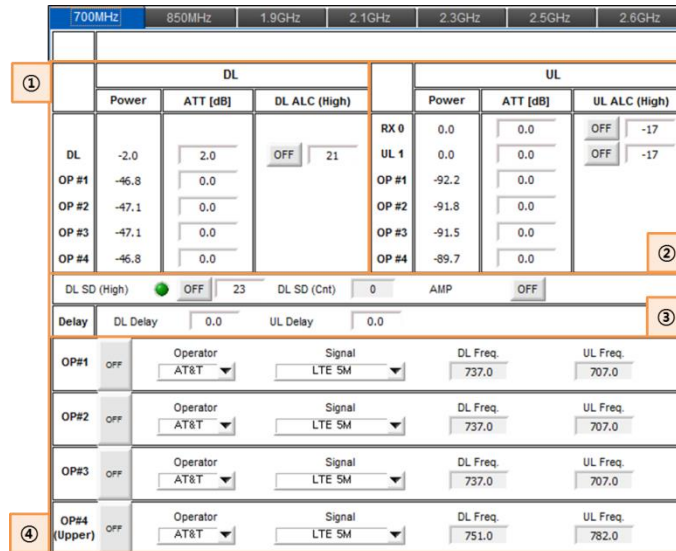 700MHz 850MHz 1.9GHz 2.1GHz 2.3GHz 2.5GHz 2.6GHz
① DL UL
Power ATT [dB] DL ALC (High) Power ATT [dB] UL ALC (High)
RX 0 0.0 0.0 OFF -17
DL -2.0 2.0 OFF 21 UL 1 0.0 0.0 OFF -17
OP #1 -46.8 0.0 OP #1 -92.2 0.0
OP #2 -47.1 0.0 OP #2 -91.8 0.0
OP #3 -47.1 0.0 OP #3 -91.5 0.0
OP #4 -46.8 0.0 OP #4 -89.7 0.0
②
DL SD (High) OFF 23 DL SD (Cnt) 0 AMP OFF
Delay DL Delay 0.0 UL Delay 0.0 ③
Operator Signal DL Freq. UL Freq.
OP#1 OFF AT&T LTE 5M 737.0 707.0
Operator Signal DL Freq. UL Freq.
OP#2 OFF AT&T LTE 5M 737.0 707.0
Operator Signal DL Freq. UL Freq.
OP#3 OFF AT&T LTE 5M 737.0 707.0
Operator Signal DL Freq. UL Freq.
④ OP#4 (Upper) OFF AT&T LTE 5M 751.0 782.0